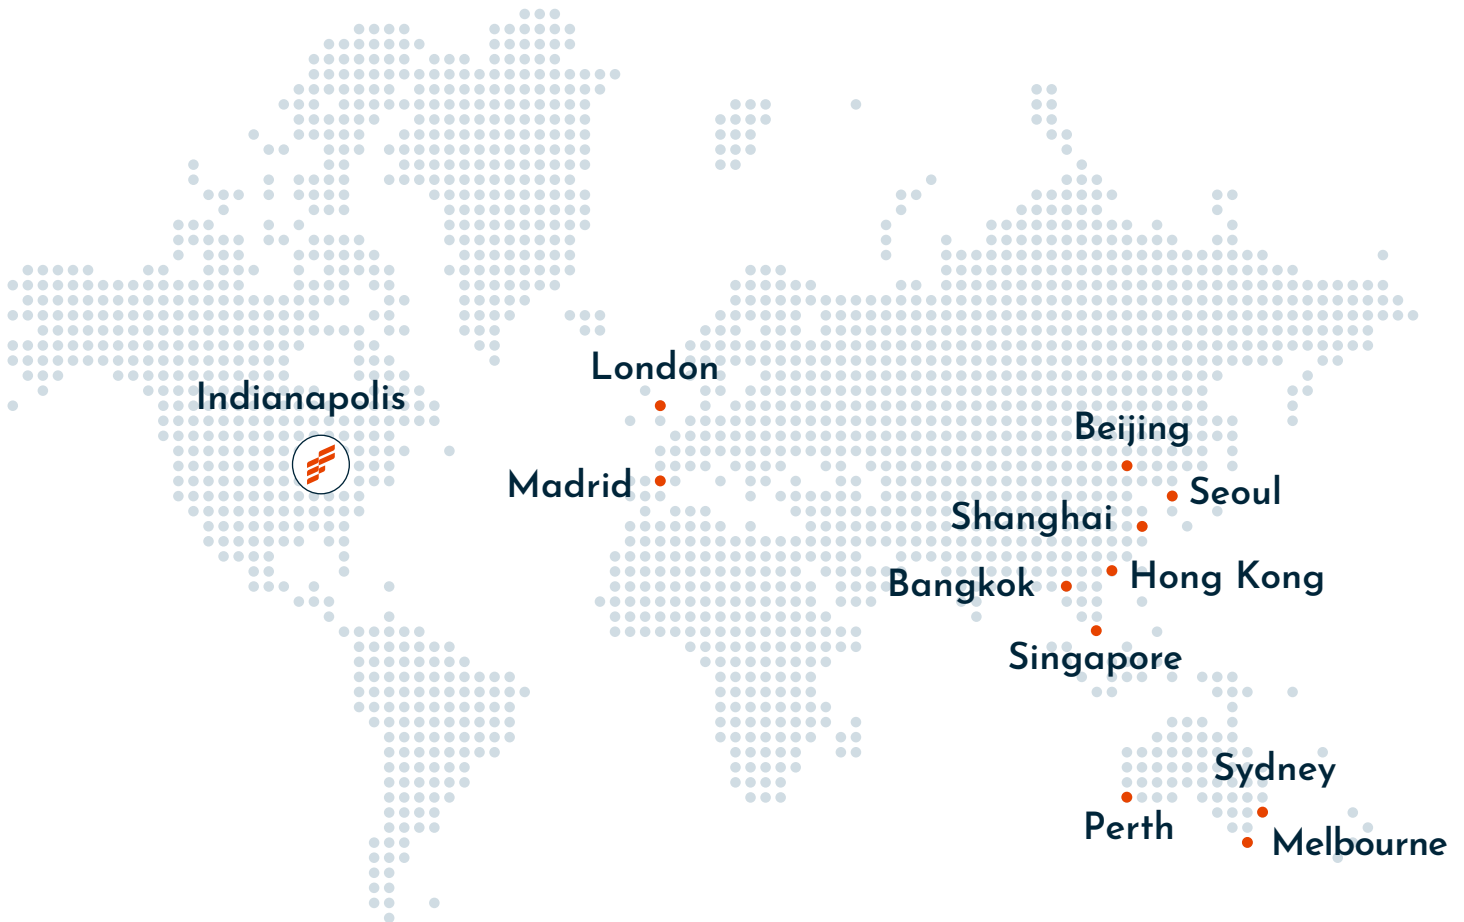 London
Indianapolis
Beijing
Madrid
Seoul
Shanghai
Bangkok
Hong Kong
Singapore
Sydney
Perth
Melbourne